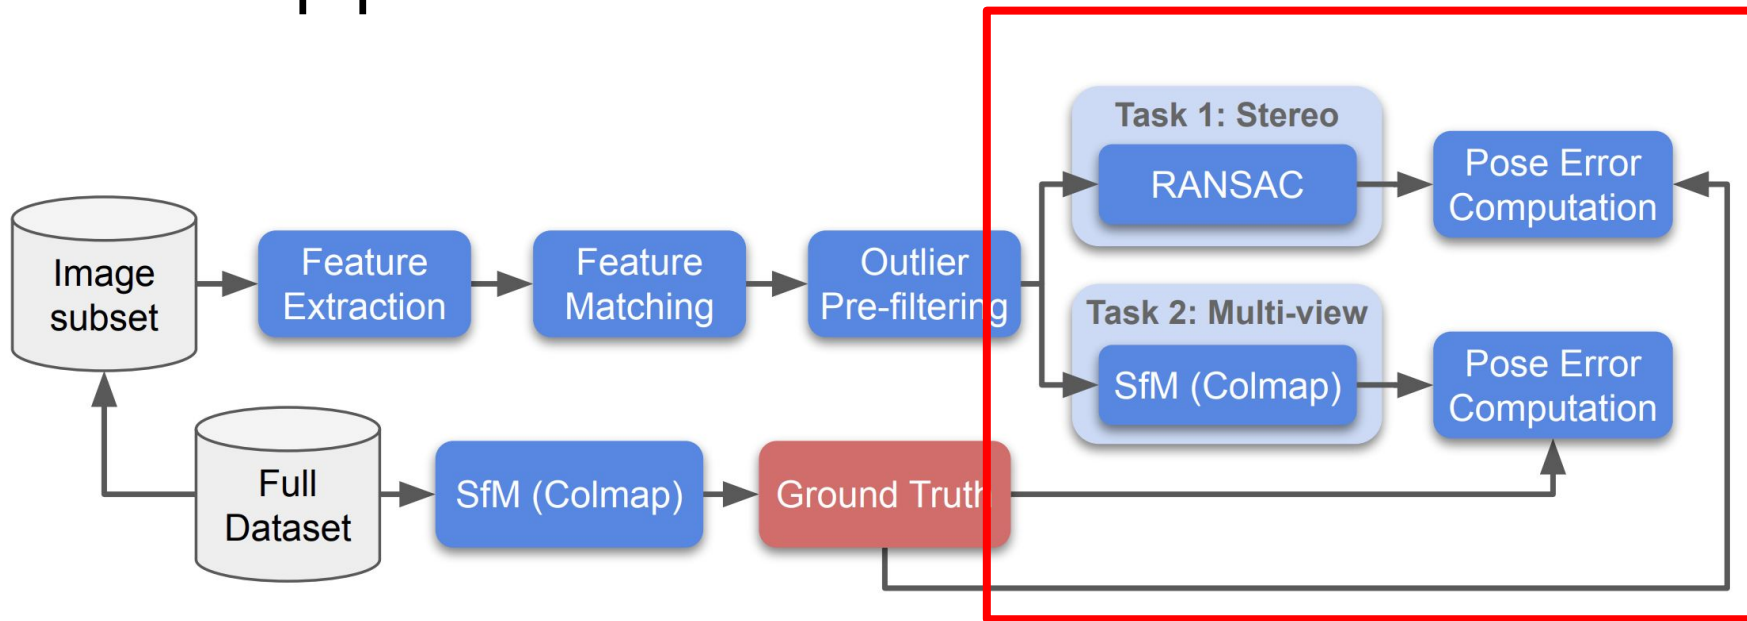 Image
subset
Feature
Extraction
Feature
Matching
Outlier
Pre-filtering
Task 1: Stereo
RANSAC
Pose Error
Computation
Task 2: Multi-view
SfM (Colmap)
Pose Error
Computation
Full
Dataset
SfM (Colmap)
Ground Truth